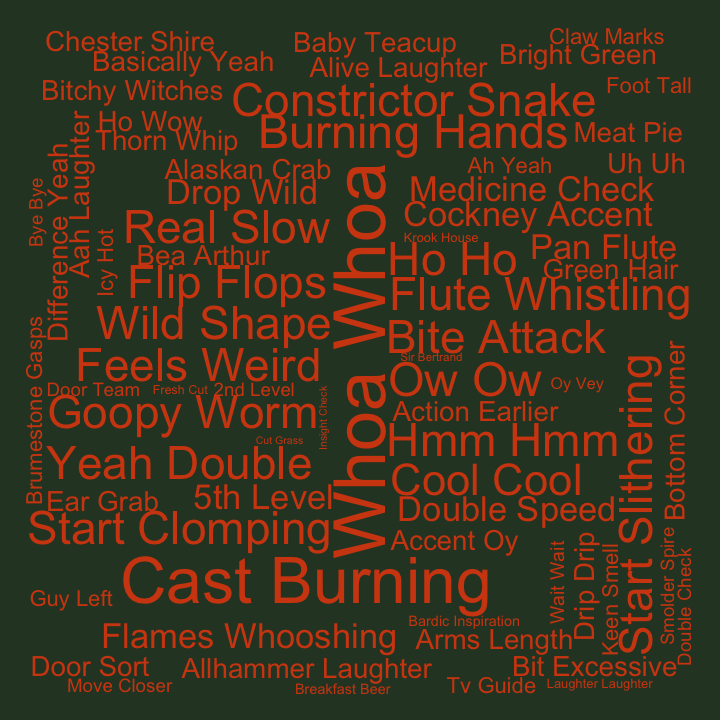 Chester Shire
Baby Teacup
Claw Marks
Basically Yeah
Alive Laughter
Bright Green
Bitchy Witches
Constrictor Snake
Foot Tall
Ho Wow
Burning Hands
Meat Pie
Thorn Whip
Alaskan Crab
Ah Yeah
Uh Uh
Drop Wild
Medicine Check
Bye Bye
Difference Yeah
Aah Laughter
Icy Hot
Real Slow
Whoa Whoa
Cockney Accent
Krook House
Bea Arthur
Ho Ho
Pan Flute
Green Hair
Flip Flops
Flute Whistling
Wild Shape
Bite Attack
Sir Bertrand
Feels Weird
Ow Ow
Oy Vey
Brumestone Gasps
Door Team
Fresh Cut
2nd Level
Insight Check
Goopy Worm
Action Earlier
Start Slithering
Bottom Corner
Cut Grass
Hmm Hmm
Yeah Double
Cool Cool
Ear Grab
5th Level
Double Speed
Start Clomping
Accent Oy
Wait Wait
Drip Drip
Keen Smell
Smolder Spire
Double Check
Cast Burning
Guy Left
Bardic Inspiration
Flames Whooshing
Arms Length
Door Sort
Allhammer Laughter
Bit Excessive
Move Closer
Breakfast Beer
Tv Guide
Laughter Laughter